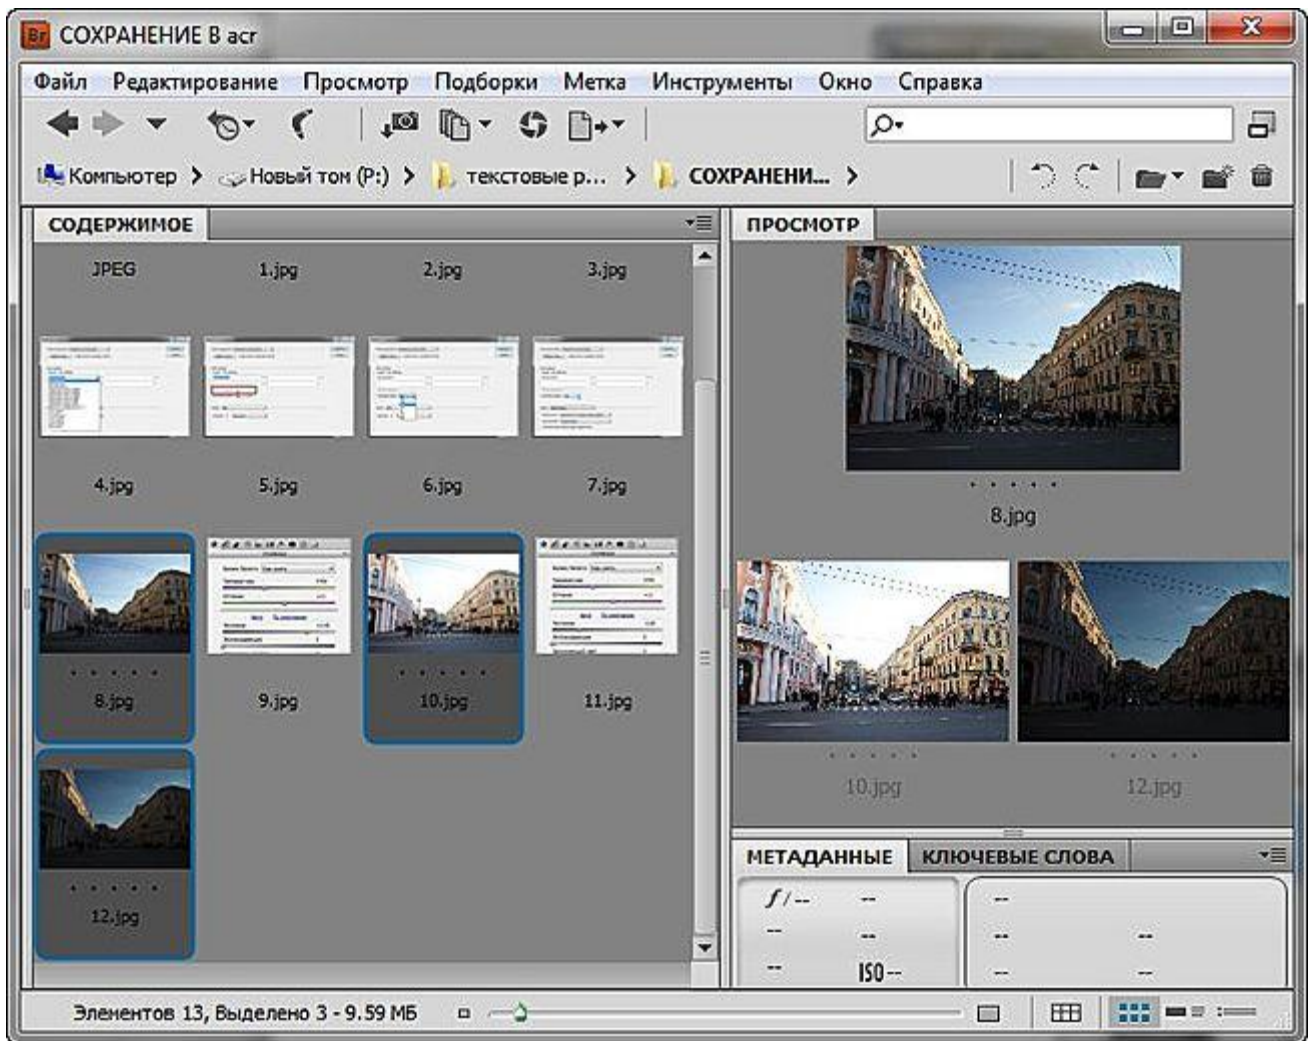 Br СОХРАНЕНИЕ В acr
Файл Редактирование Просмотр Подборки Метка Инструменты Окно Справка
Компьютер Новый том (P:) текстовые р... СОХРАНЕНИ...
СОДЕРЖИМОЕ
JPEG 1.jpg 2.jpg 3.jpg
4.jpg 5.jpg 6.jpg 7.jpg
8.jpg 9.jpg 10.jpg 11.jpg
12.jpg
ПРОСМОТР
8.jpg
10.jpg 12.jpg
МЕТАДАННЫЕ КЛЮЧЕВЫЕ СЛОВА
f/-- -- -- 
-- -- -- --
-- ISO -- -- --
Элементов 13, Выделено 3 - 9.59 МБ